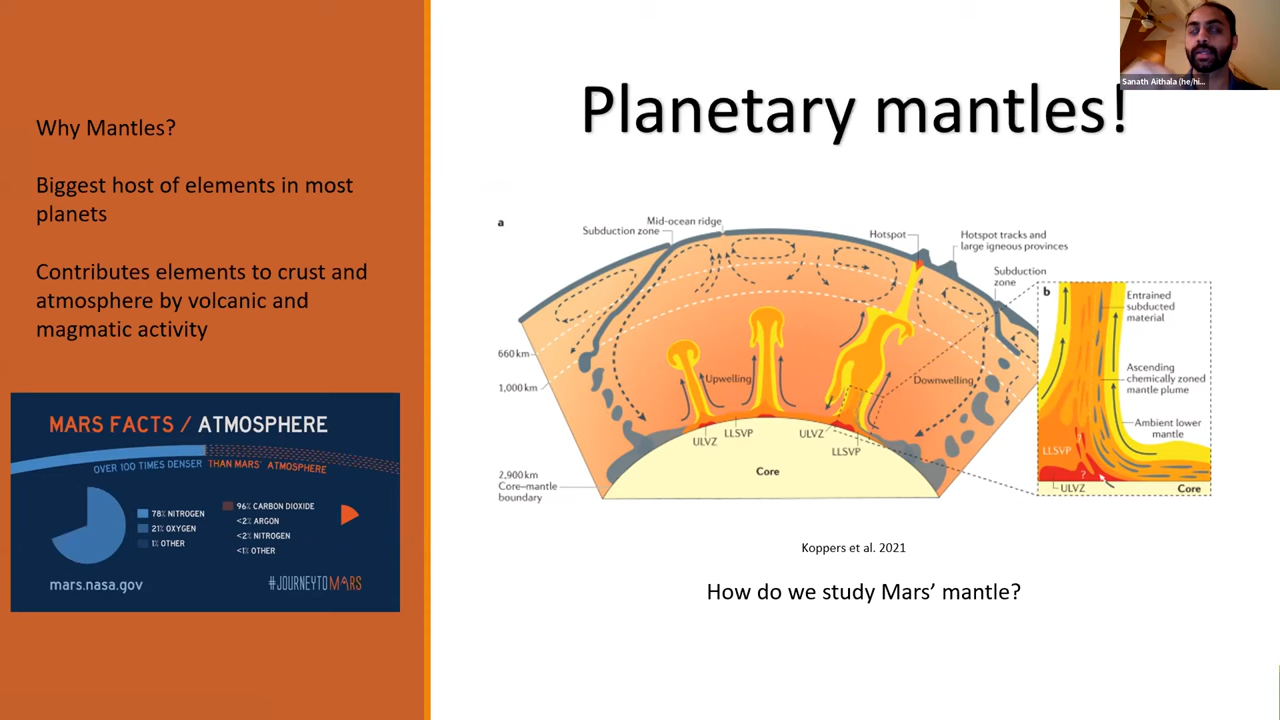 Sanath Aithala (he/hi...
Planetary mantles!
Why Mantles?
Biggest host of elements in most
planets
Contributes elements to crust and
atmosphere by volcanic and
magmatic activity
MARS FACTS / ATMOSPHERE
OVER 100 TIMES DENSER THAN MARS' ATMOSPHERE
78% NITROGEN
21% OXYGEN
1% OTHER
96% CARBON DIOXIDE
<2% ARGON
<2% NITROGEN
<1% OTHER
mars.nasa.gov
#JOURNEYTOMARS
a
Mid-ocean ridge
Subduction zone
Hotspot
Hotspot tracks and
large igneous provinces
Subduction
zone
660 km
1,000 km
Upwelling
Downwelling
ULVZ
LLSVP
ULVZ
LLSVP
2,900 km
Core–mantle
boundary
Core
b
Entrained
subducted
material
Ascending
chemically zoned
mantle plume
Ambient lower
mantle
LLSVP
?
ULVZ
Core
Koppers et al. 2021
How do we study Mars’ mantle?